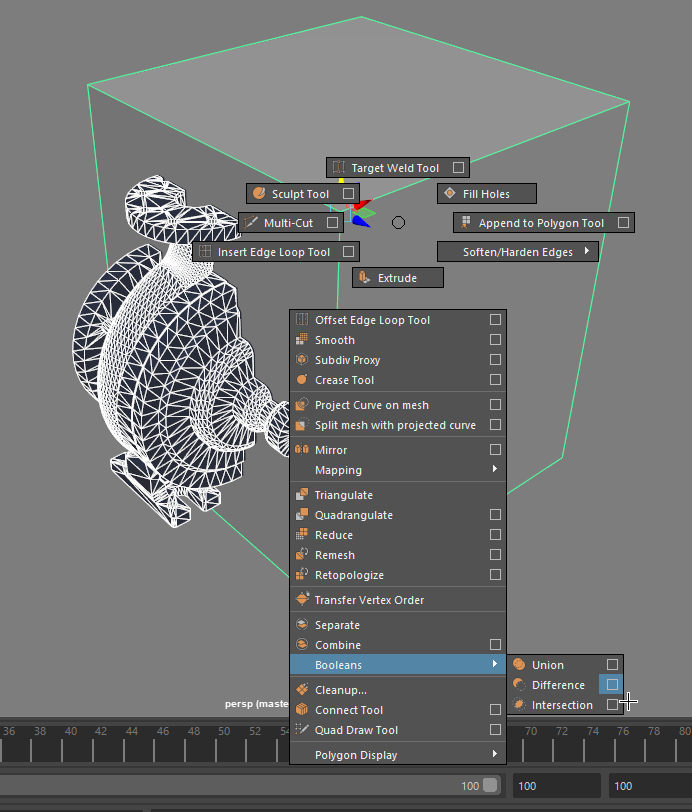 Target Weld Tool
Sculpt Tool
Fill Holes
Multi-Cut
Append to Polygon Tool
Insert Edge Loop Tool
Soften/Harden Edges
Extrude
Offset Edge Loop Tool
Smooth
Subdiv Proxy
Crease Tool
Project Curve on mesh
Split mesh with projected curve
Mirror
Mapping
Triangulate
Quadrangulate
Reduce
Remesh
Retopologize
Transfer Vertex Order
Separate
Combine
Booleans
Union
Difference
Intersection
Cleanup...
Connect Tool
Quad Draw Tool
Polygon Display
persp (maste
36 38 40 42 44 46 48 50 52 54 70 72 74 76 78 80
100 100 100